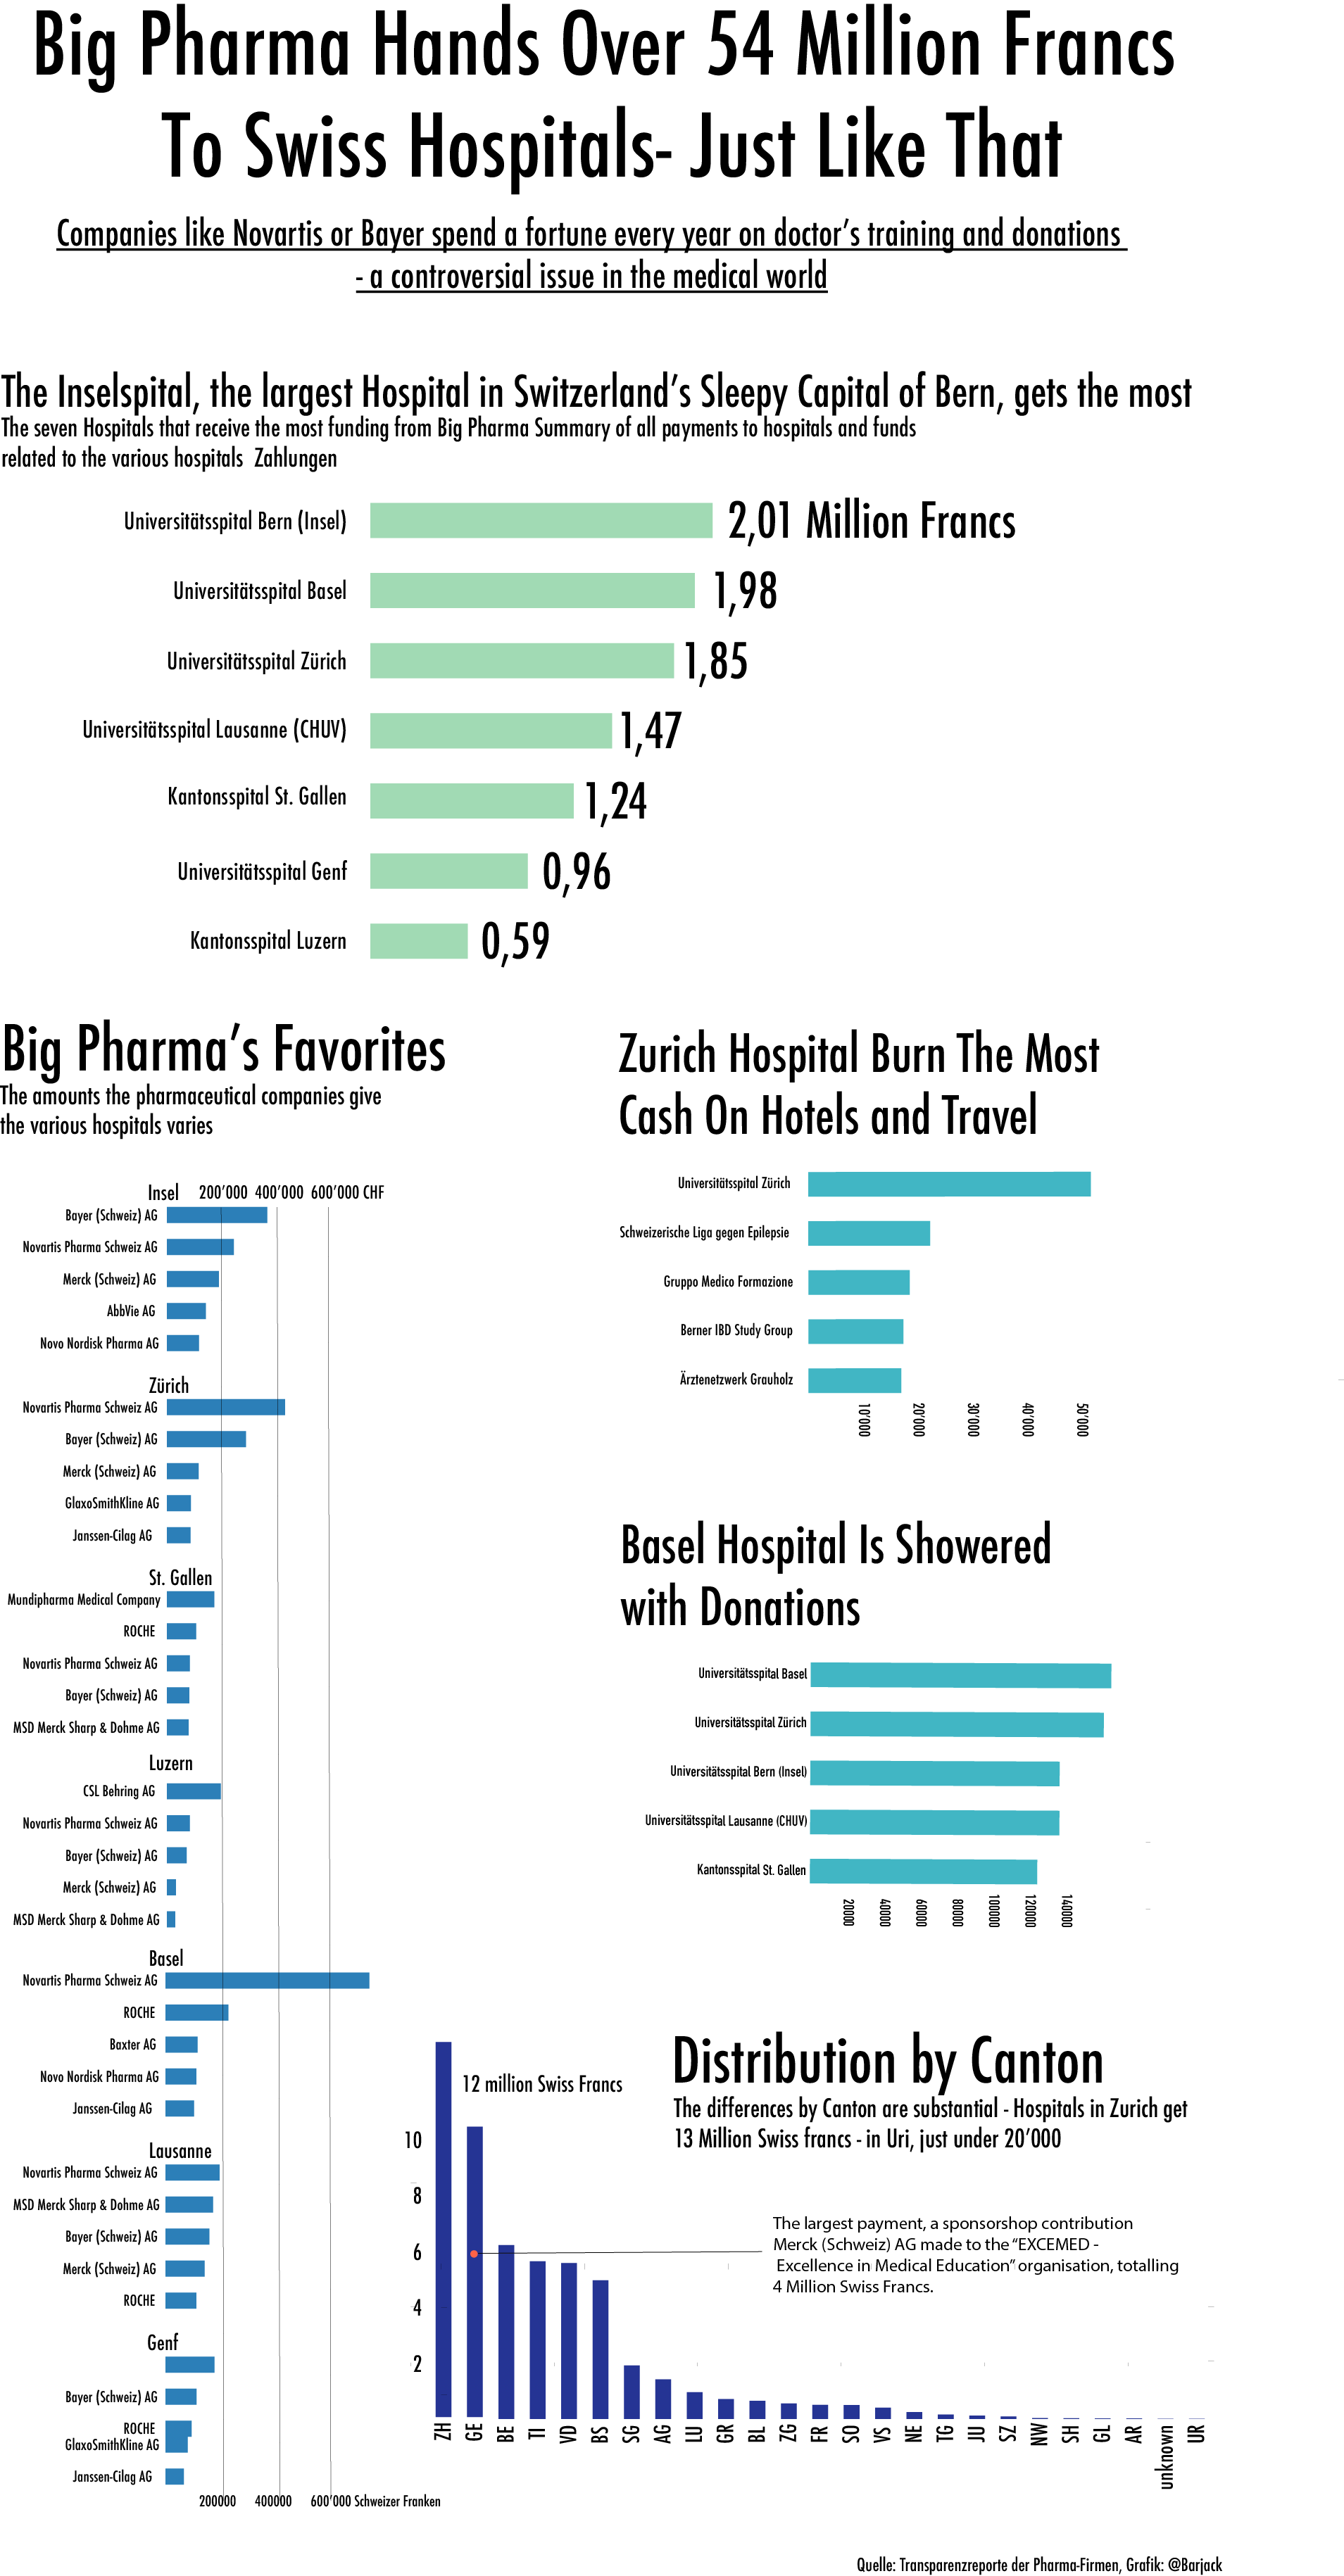 Big Pharma Hands Over 54 Million Francs
To Swiss Hospitals- Just Like That
Companies like Novartis or Bayer spend a fortune every year on doctor's training and donations
- a controversial issue in the medical world
The Inselspital, the largest Hospital in Switzerland's Sleepy Capital of Bern, gets the most
The seven Hospitals that receive the most funding from Big Pharma Summary of all payments to hospitals and funds
related to the various hospitals Zahlungen
Universitätsspital Bern (Insel) 2,01 Million Francs
Universitätsspital Basel 1,98
Universitätsspital Zürich 1,85
Universitätsspital Lausanne (CHUV) 1,47
Kantonsspital St. Gallen 1,24
Universitätsspital Genf 0,96
Kantonsspital Luzern 0,59
Big Pharma's Favorites
The amounts the pharmaceutical companies give
the various hospitals varies
Insel 200'000 400'000 600'000 CHF
Bayer (Schweiz) AG
Novartis Pharma Schweiz AG
Merck (Schweiz) AG
AbbVie AG
Novo Nordisk Pharma AG
Zürich
Novartis Pharma Schweiz AG
Bayer (Schweiz) AG
Merck (Schweiz) AG
GlaxoSmithKline AG
Janssen-Cilag AG
St. Gallen
Mundipharma Medical Company
ROCHE
Novartis Pharma Schweiz AG
Bayer (Schweiz) AG
MSD Merck Sharp & Dohme AG
Luzern
CSL Behring AG
Novartis Pharma Schweiz AG
Bayer (Schweiz) AG
Merck (Schweiz) AG
MSD Merck Sharp & Dohme AG
Basel
Novartis Pharma Schweiz AG
ROCHE
Baxter AG
Novo Nordisk Pharma AG
Janssen-Cilag AG
Lausanne
Novartis Pharma Schweiz AG
MSD Merck Sharp & Dohme AG
Bayer (Schweiz) AG
Merck (Schweiz) AG
ROCHE
Genf
Bayer (Schweiz) AG
ROCHE
GlaxoSmithKline AG
Janssen-Cilag AG
200000 400000 600'000 Schweizer Franken
Zurich Hospital Burn The Most
Cash On Hotels and Travel
Universitätsspital Zürich
Schweizerische Liga gegen Epilepsie
Gruppo Medico Formazione
Berner IBD Study Group
Ärztenetzwerk Grauholz
10'000 20'000 30'000 40'000 50'000
Basel Hospital Is Showered
with Donations
Universitätsspital Basel
Universitätsspital Zürich
Universitätsspital Bern (Insel)
Universitätsspital Lausanne (CHUV)
Kantonsspital St. Gallen
20000 40000 60000 80000 100000 120000 140000
Distribution by Canton
The differences by Canton are substantial - Hospitals in Zurich get
13 Million Swiss francs - in Uri, just under 20'000
12 million Swiss Francs
10
8
6
4
2
The largest payment, a sponsorshop contribution
Merck (Schweiz) AG made to the "EXCEMED -
Excellence in Medical Education" organisation, totalling
4 Million Swiss Francs.
ZH GE BE TI VD BS SG AG LU GR BL ZG FR SO VS NE TG JU SZ NW SH GL AR unknown UR
Quelle: Transparenzreporte der Pharma-Firmen, Grafik: @Barjack